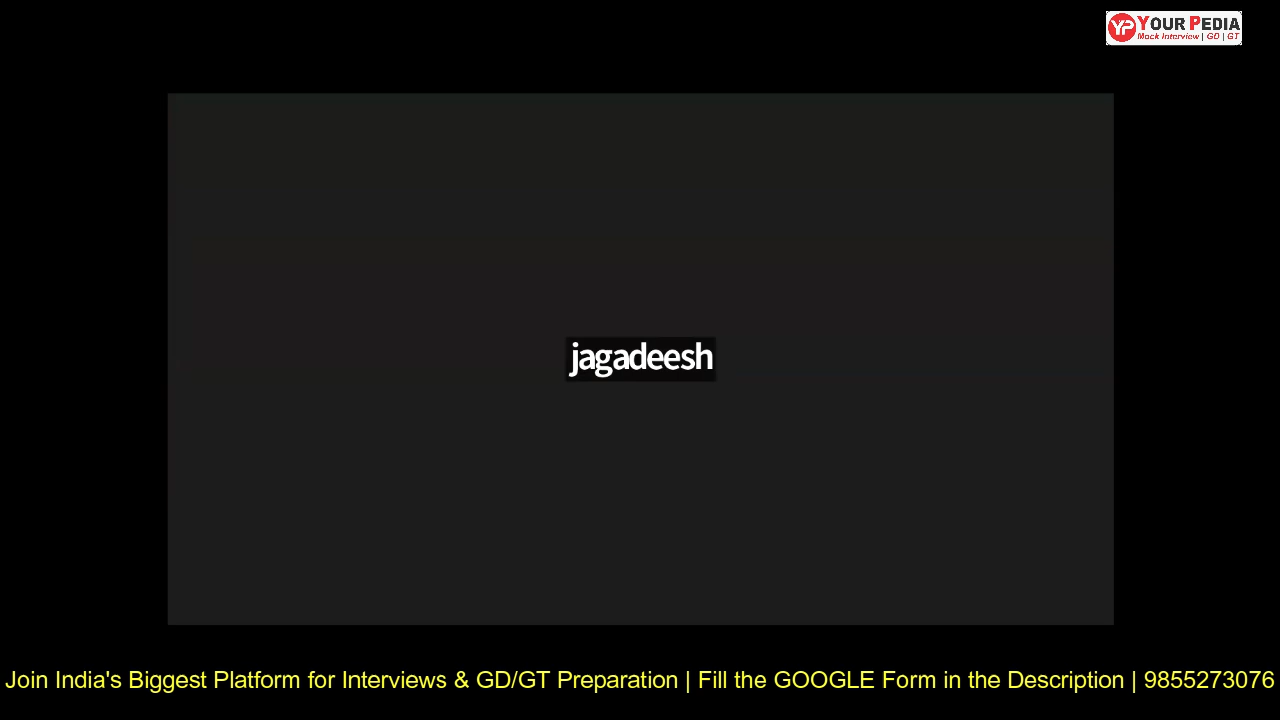 YP YOUR PEDIA
Mock Interview | GD | GT
jagadeesh
Join India's Biggest Platform for Interviews & GD/GT Preparation | Fill the GOOGLE Form in the Description | 9855273076